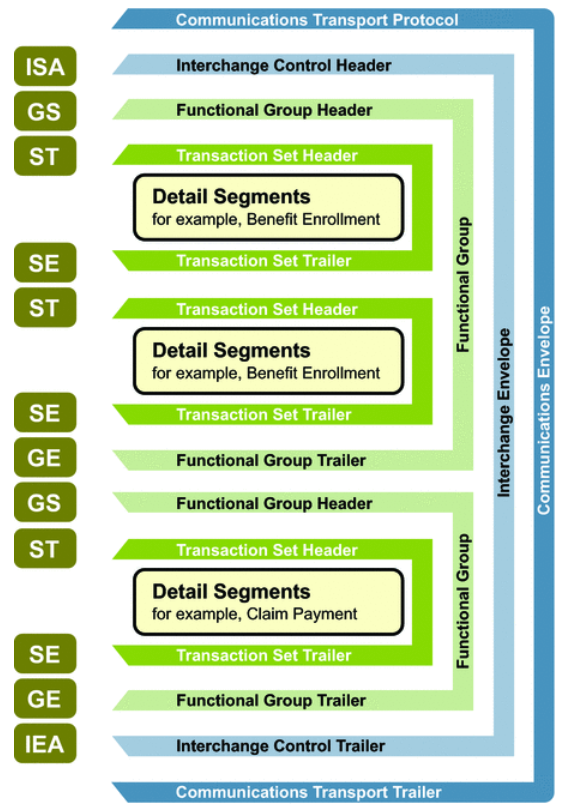 Communications Transport Protocol
ISA
Interchange Control Header
GS
Functional Group Header
ST
Transaction Set Header
Detail Segments
for example, Benefit Enrollment
SE
Transaction Set Trailer
ST
Transaction Set Header
Detail Segments
for example, Benefit Enrollment
SE
Transaction Set Trailer
GE
Functional Group Trailer
Functional Group
GS
Functional Group Header
ST
Transaction Set Header
Detail Segments
for example, Claim Payment
SE
Transaction Set Trailer
GE
Functional Group Trailer
Functional Group
IEA
Interchange Control Trailer
Interchange Envelope
Communications Transport Trailer
Communications Envelope